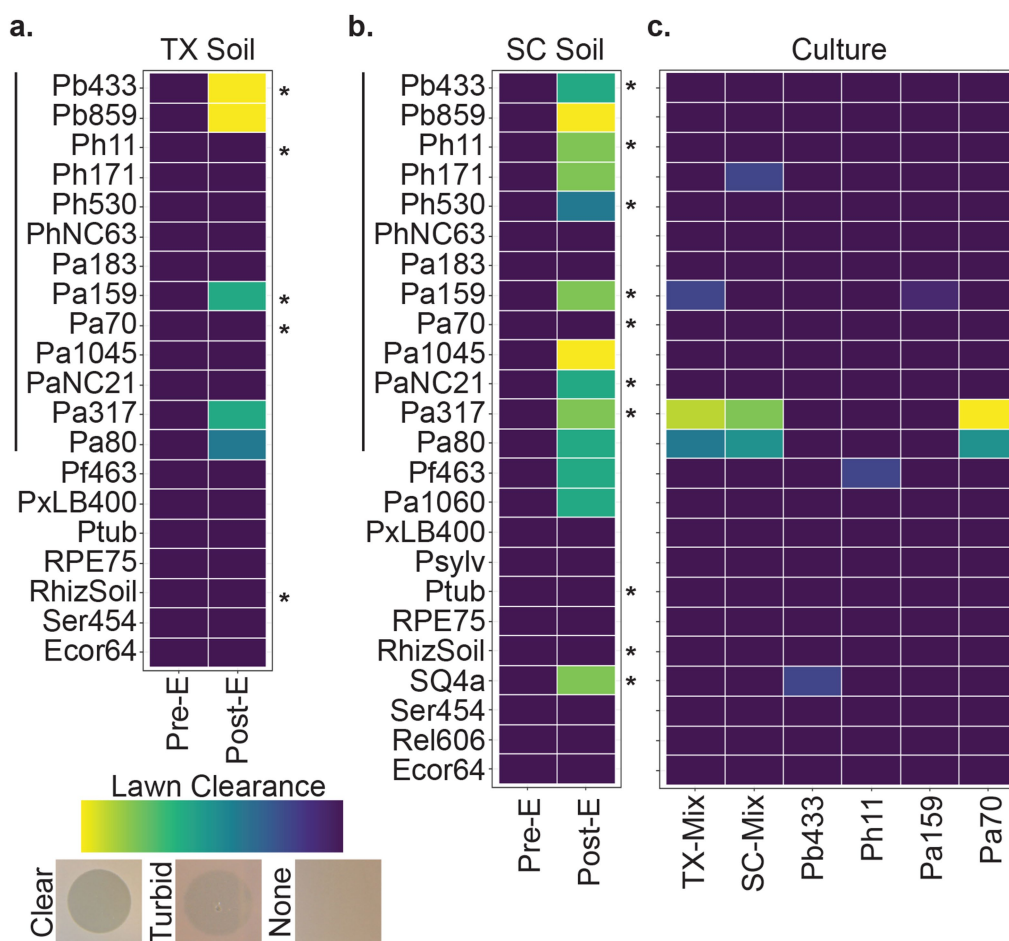 a.
TX Soil
Pb433 *
Pb859
Ph11 *
Ph171
Ph530
PhNC63
Pa183
Pa159 *
Pa70 *
Pa1045
PaNC21
Pa317
Pa80
Pf463
PxLB400
Ptub
RPE75
RhizSoil *
Ser454
Ecor64
Pre-E
Post-E
b.
SC Soil
Pb433 *
Pb859
Ph11 *
Ph171
Ph530 *
PhNC63
Pa183
Pa159 *
Pa70 *
Pa1045
PaNC21 *
Pa317 *
Pa80
Pf463
Pa1060
PxLB400
Psylv
Ptub *
RPE75
RhizSoil *
SQ4a *
Ser454
Rel606
Ecor64
Pre-E
Post-E
c.
Culture
TX-Mix
SC-Mix
Pb433
Ph11
Pa159
Pa70
Lawn Clearance
Clear
Turbid
None